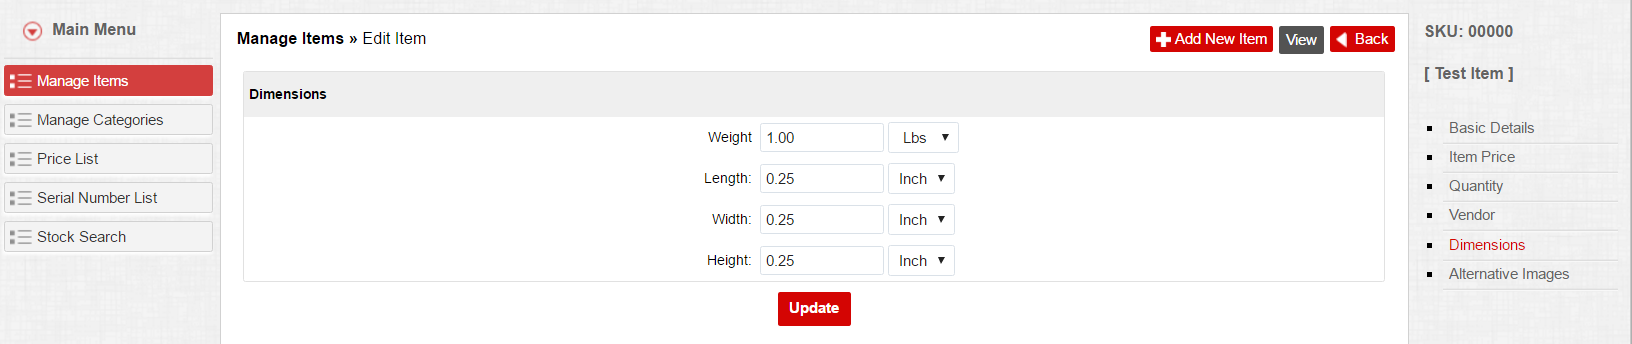 Main Menu
Manage Items
Manage Categories
Price List
Serial Number List
Stock Search
Manage Items » Edit Item
Add New Item
View
Back
Dimensions
Weight 1.00 Lbs
Length: 0.25 Inch
Width: 0.25 Inch
Height: 0.25 Inch
Update
SKU: 00000
[ Test Item ]
Basic Details
Item Price
Quantity
Vendor
Dimensions
Alternative Images